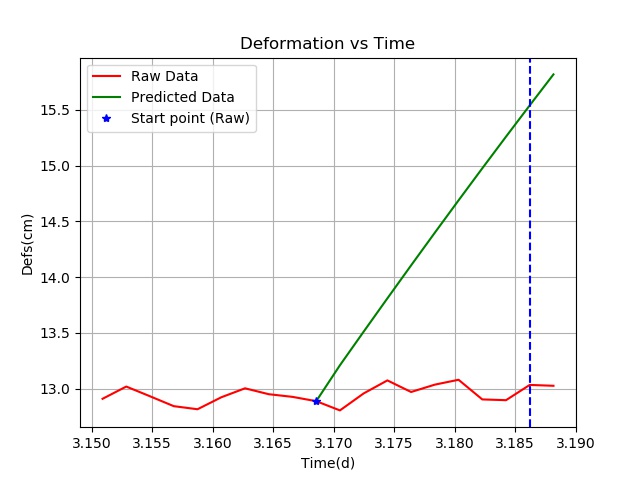 Deformation vs Time
Raw Data
Predicted Data
Start point (Raw)
Defs(cm)
15.5
15.0
14.5
14.0
13.5
13.0
3.150 3.155 3.160 3.165 3.170 3.175 3.180 3.185 3.190
Time(d)